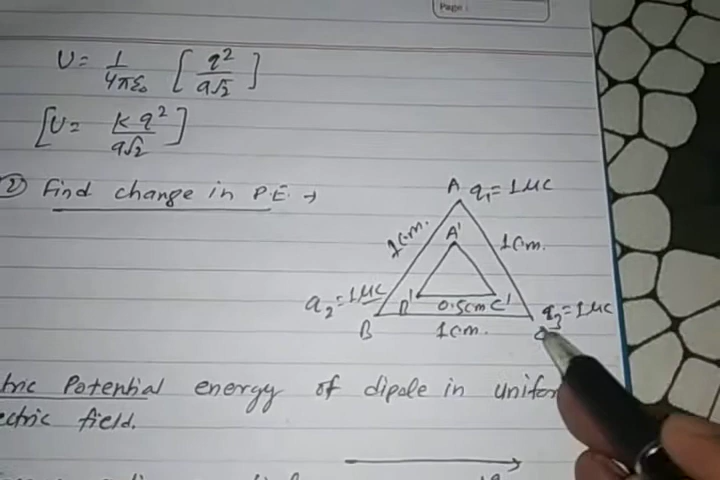 Page :
U = 1/4πε₀ [ q²/a√2 ]
[U = Kq²/a√2 ]
② Find change in P.E. →
A q₁ = 1μC
1cm. A' 1cm.
q₂ = 1μC B' 0.5cm C' q₃ = 1μC
B 1cm.
Potential energy of dipole in unifor
ectric field.